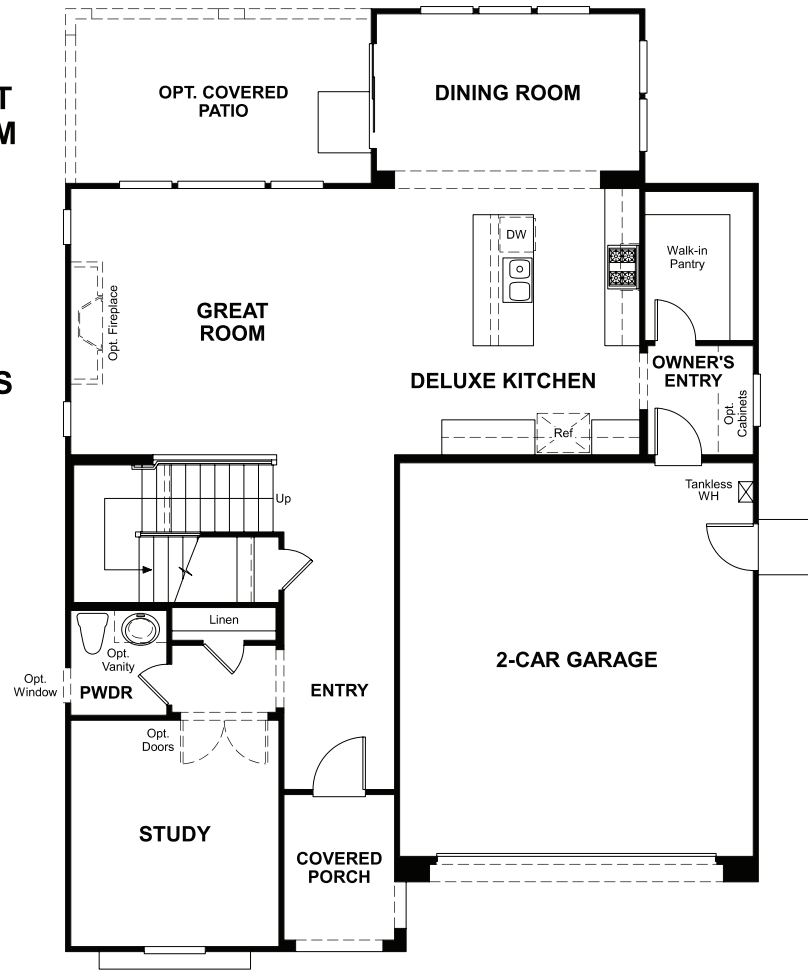 OPT. COVERED
PATIO
DINING ROOM
T
M
DW
Walk-in
Pantry
Opt. Fireplace
GREAT
ROOM
DELUXE KITCHEN
OWNER'S
ENTRY
S
Opt.
Cabinets
Ref
Tankless
WH
Up
Linen
Opt.
Vanity
PWDR
Opt.
Window
ENTRY
2-CAR GARAGE
Opt.
Doors
STUDY
COVERED
PORCH